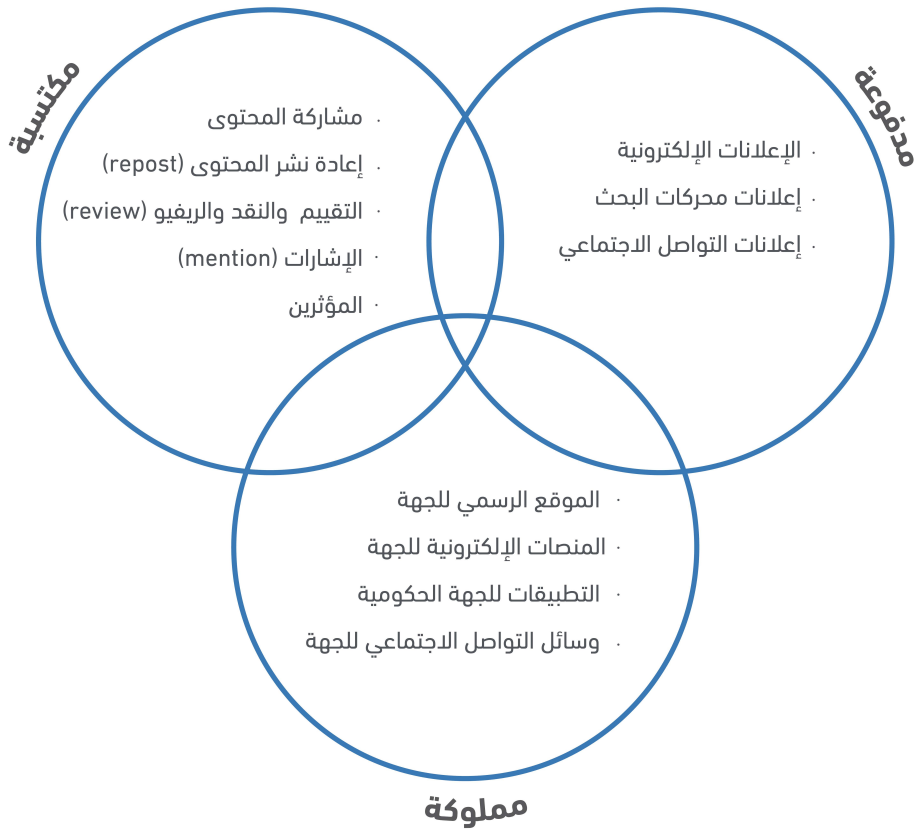 مدفوعة
الإعلانات الإلكترونية
إعلانات محركات البحث
إعلانات التواصل الاجتماعي
مكتسبة
مشاركة المحتوى
إعادة نشر المحتوى (repost)
التقييم والنقد والريفيو (review)
الإشارات (mention)
المؤثرين
الموقع الرسمي للجهة
المنصات الإلكترونية للجهة
التطبيقات للجهة الحكومية
وسائل التواصل الاجتماعي للجهة
مملوكة